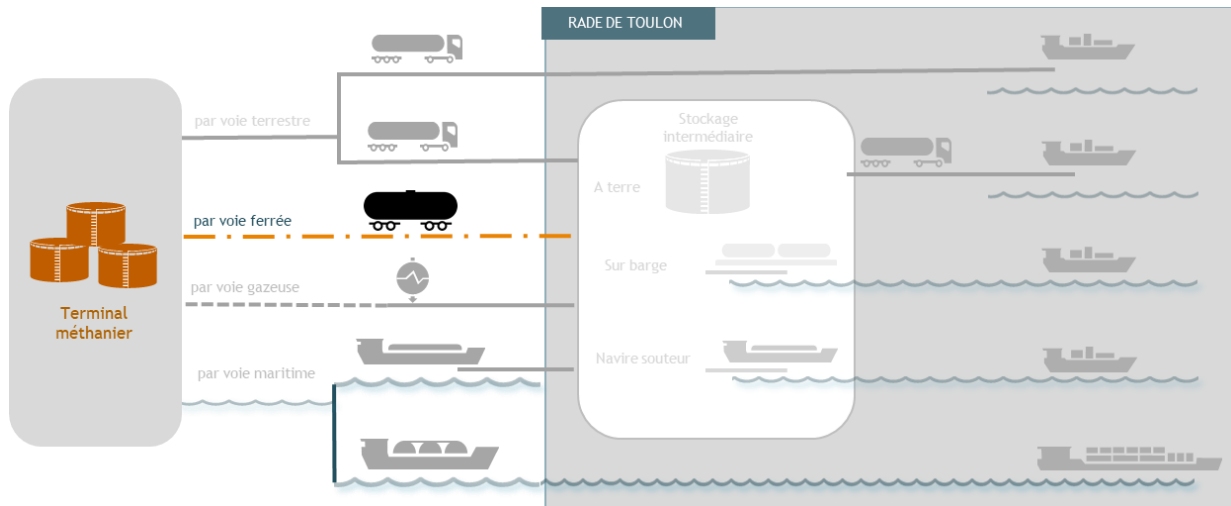 RADE DE TOULON
par voie terrestre
Stockage
intermédiaire
A terre
par voie ferrée
Sur barge
par voie gazeuse
Terminal
méthanier
Navire souteur
par voie maritime